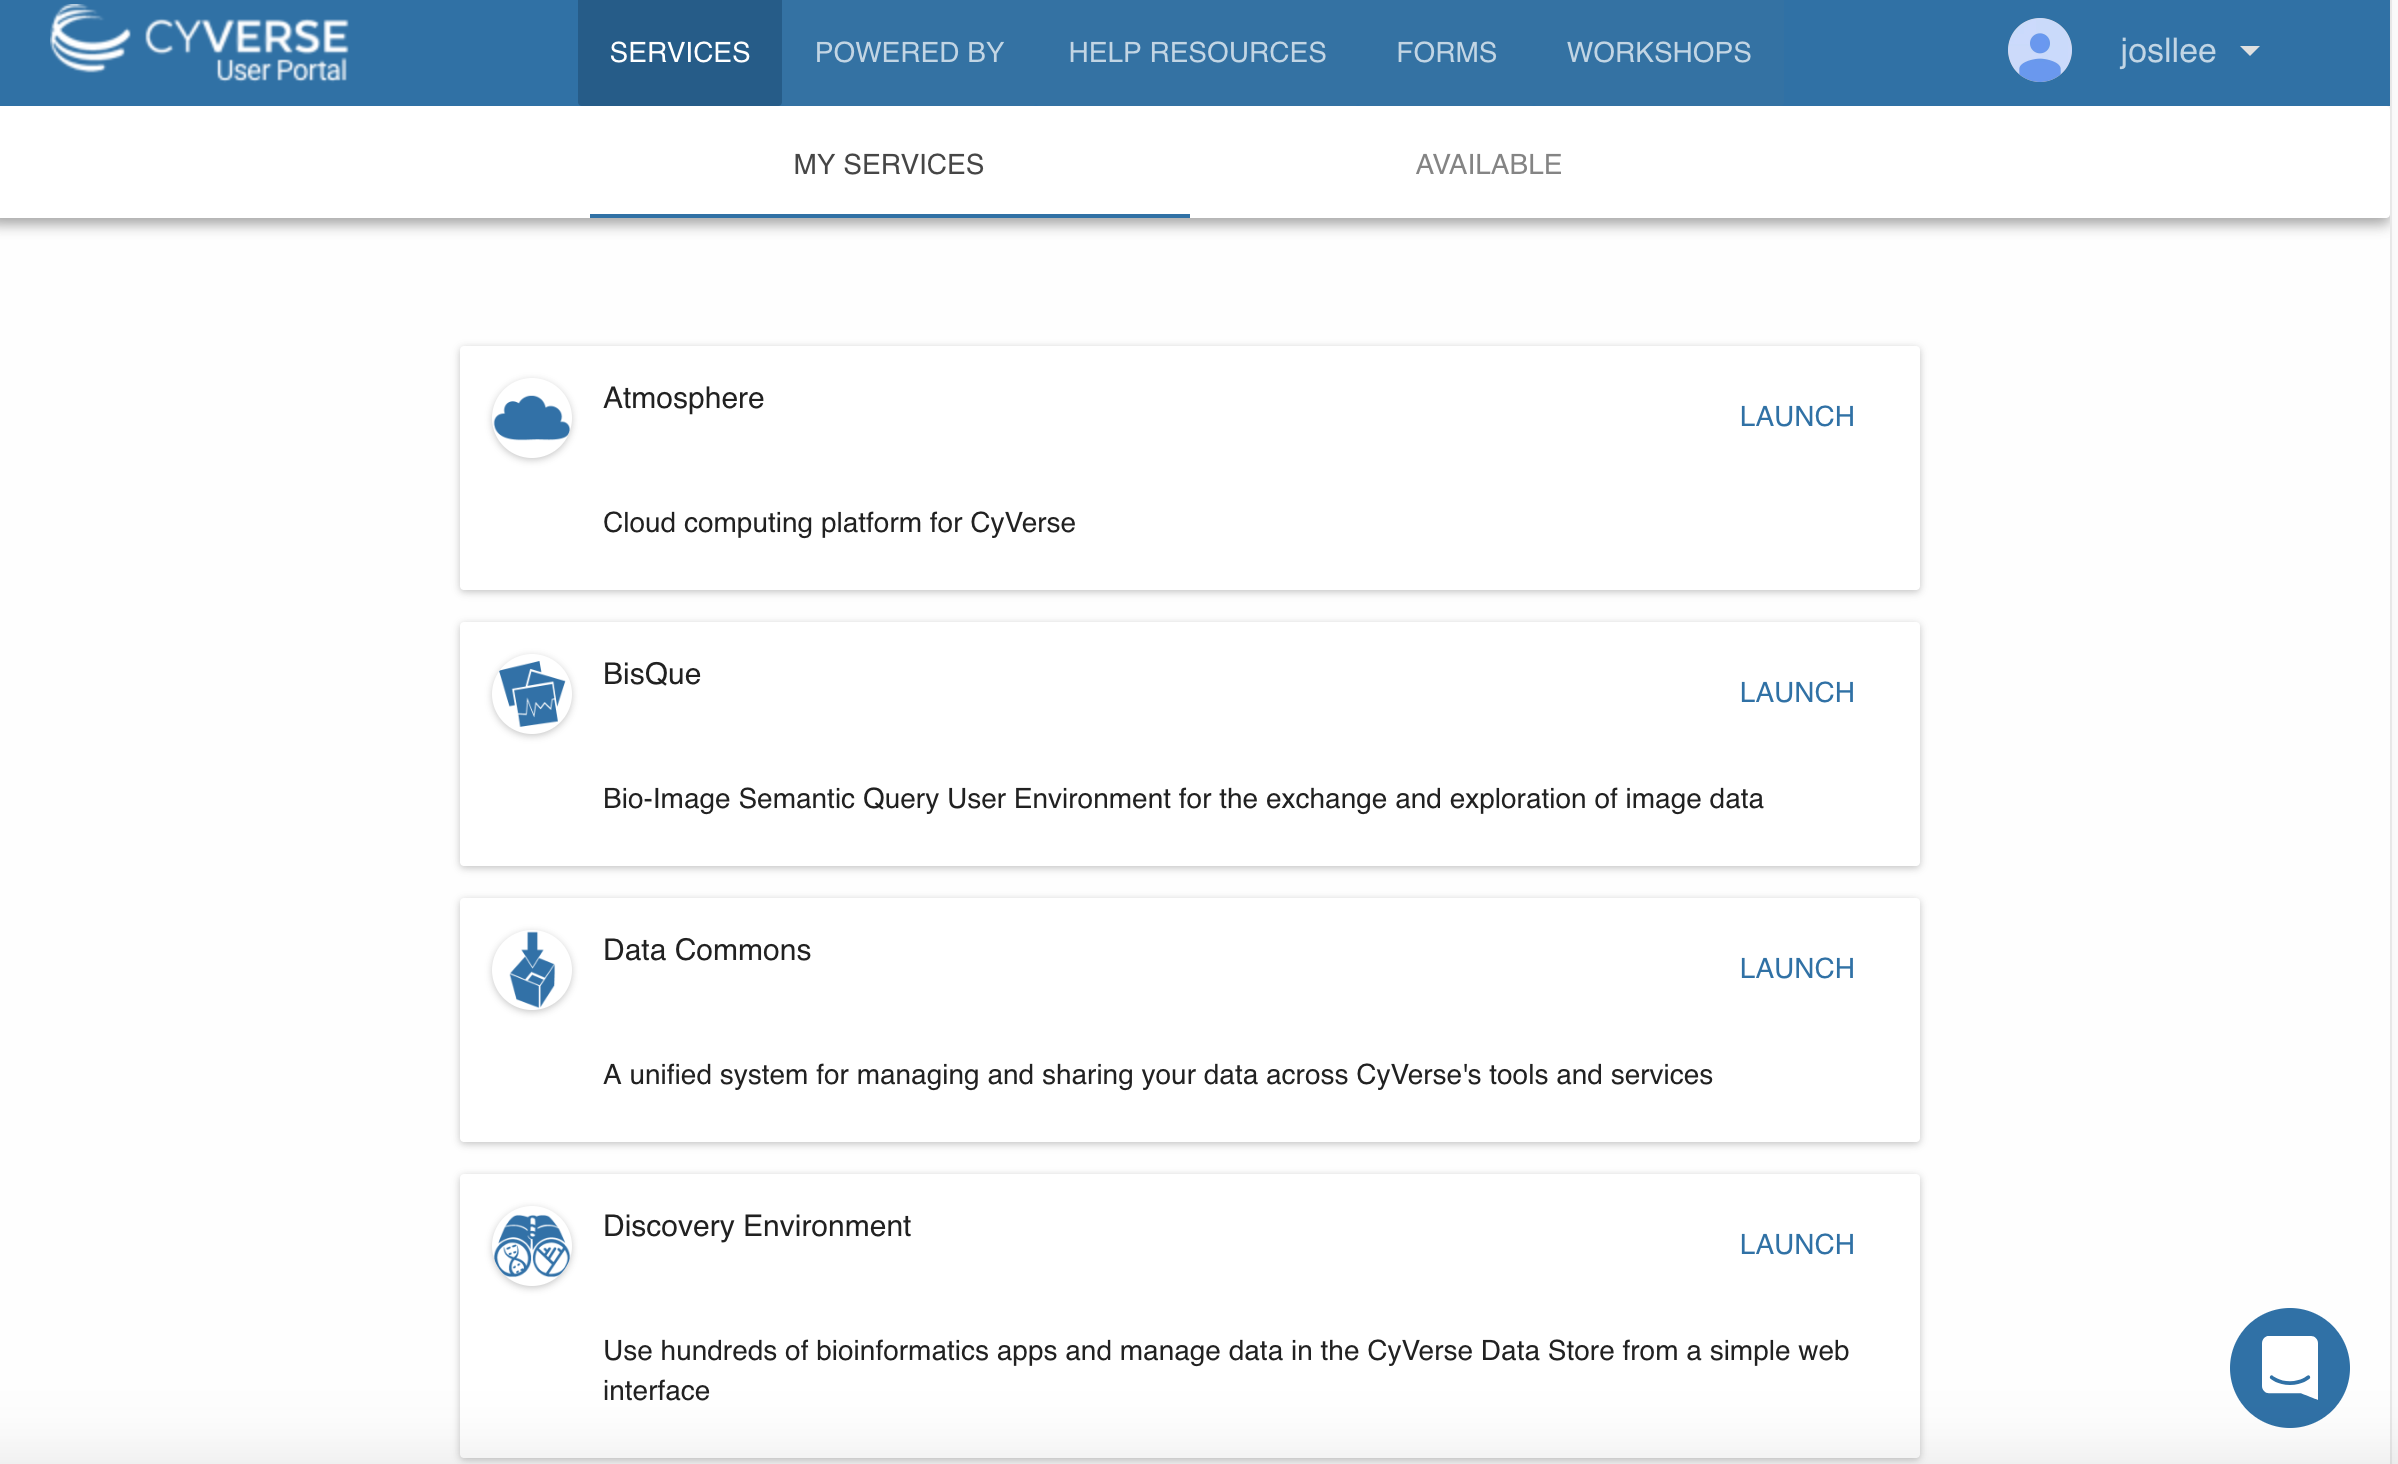 CYVERSE
User Portal
SERVICES
POWERED BY
HELP RESOURCES
FORMS
WORKSHOPS
josllee
MY SERVICES
AVAILABLE
Atmosphere
LAUNCH
Cloud computing platform for CyVerse
BisQue
LAUNCH
Bio-Image Semantic Query User Environment for the exchange and exploration of image data
Data Commons
LAUNCH
A unified system for managing and sharing your data across CyVerse's tools and services
Discovery Environment
LAUNCH
Use hundreds of bioinformatics apps and manage data in the CyVerse Data Store from a simple web
interface